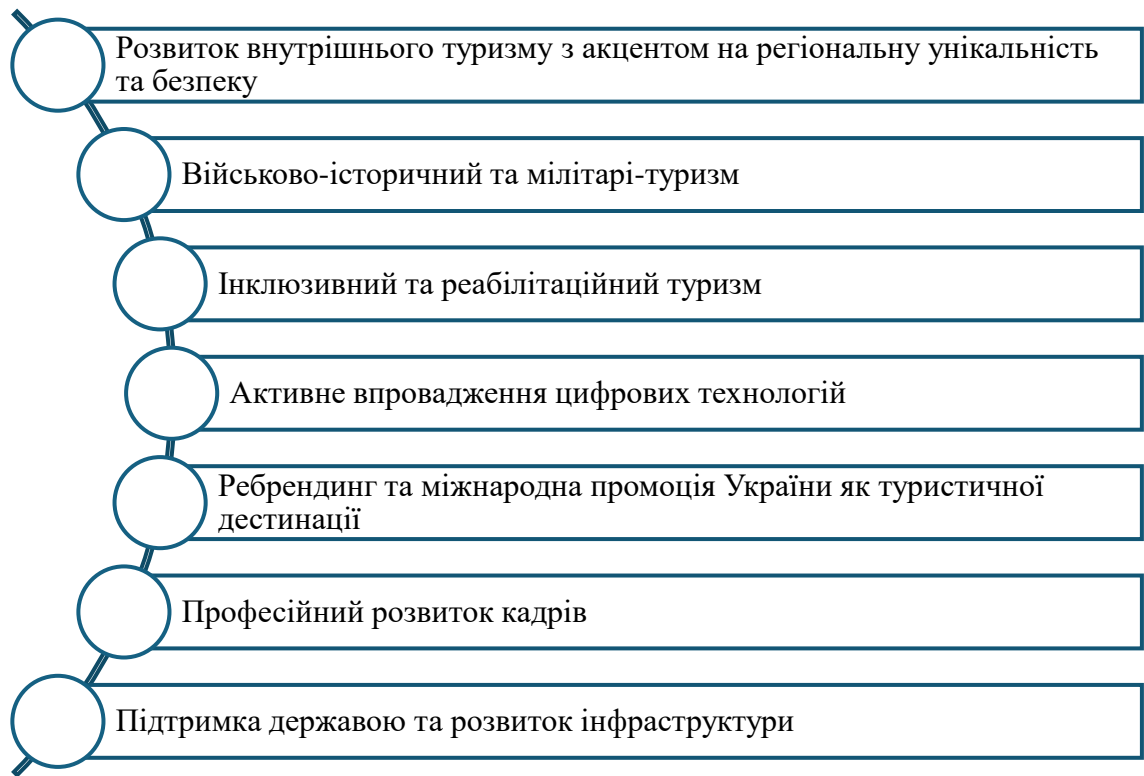 Розвиток внутрішнього туризму з акцентом на регіональну унікальність
та безпеку
Військово-історичний та мілітарі-туризм
Інклюзивний та реабілітаційний туризм
Активне впровадження цифрових технологій
Ребрендинг та міжнародна промоція України як туристичної
дестинації
Професійний розвиток кадрів
Підтримка державою та розвиток інфраструктури